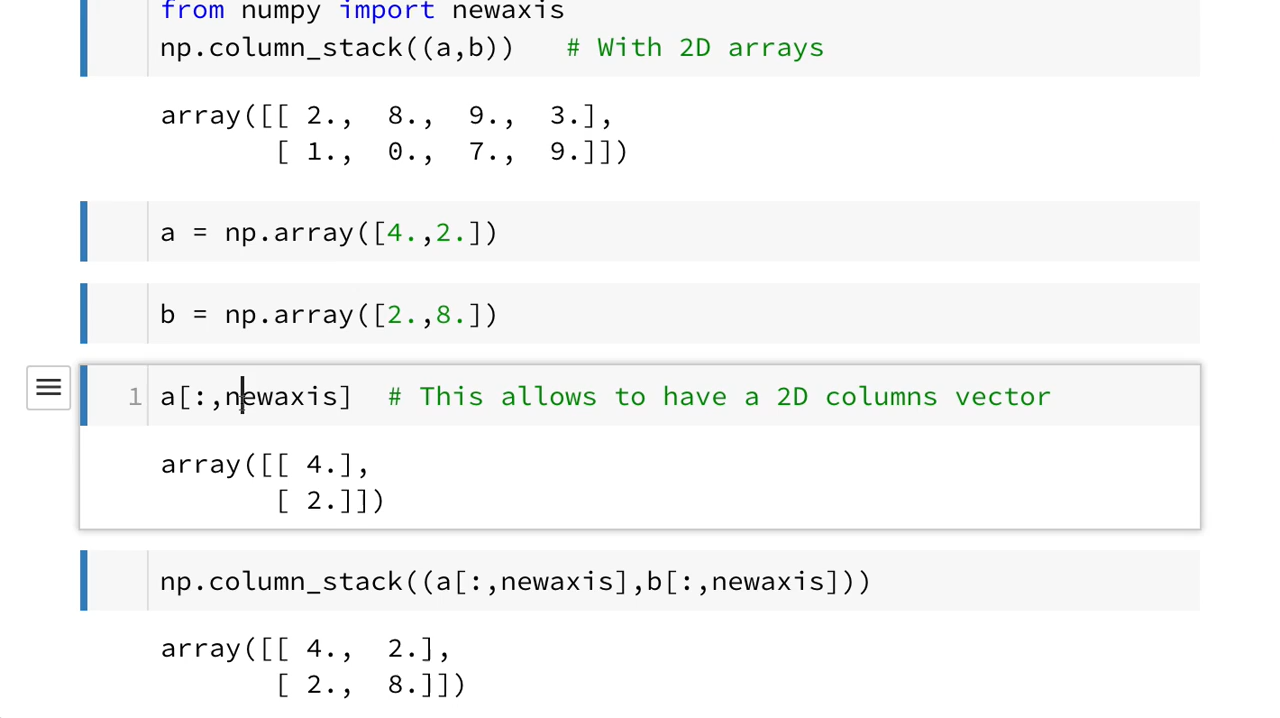 from numpy import newaxis
np.column_stack((a,b))   # With 2D arrays
array([[ 2.,  8.,  9.,  3.],
       [ 1.,  0.,  7.,  9.]])
a = np.array([4.,2.])
b = np.array([2.,8.])
1 a[:,newaxis]  # This allows to have a 2D columns vector
array([[ 4.],
       [ 2.]])
np.column_stack((a[:,newaxis],b[:,newaxis]))
array([[ 4.,  2.],
       [ 2.,  8.]])